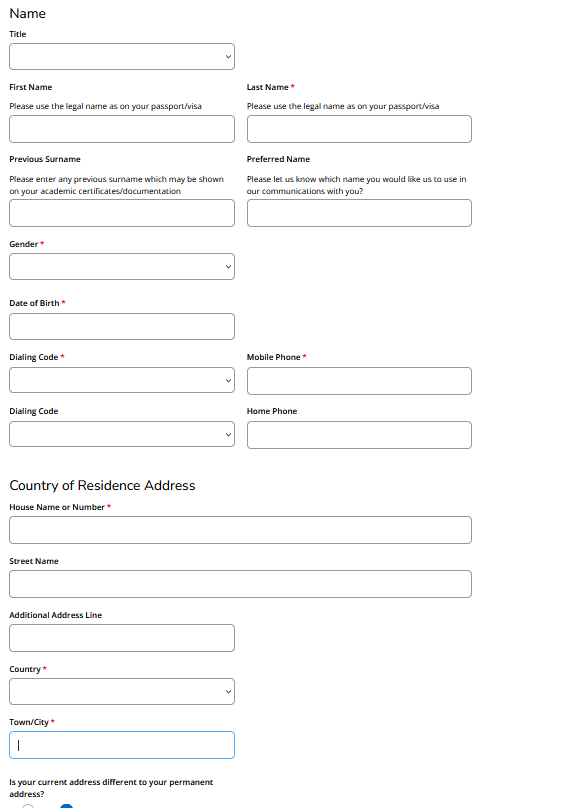 Name
Title
First Name
Last Name *
Please use the legal name as on your passport/visa
Please use the legal name as on your passport/visa
Previous Surname
Preferred Name
Please enter any previous surname which may be shown
on your academic certificates/documentation
Please let us know which name you would like us to use in
our communications with you?
Gender *
Date of Birth *
Dialing Code *
Mobile Phone *
Dialing Code
Home Phone
Country of Residence Address
House Name or Number *
Street Name
Additional Address Line
Country *
Town/City *
Is your current address different to your permanent
address?